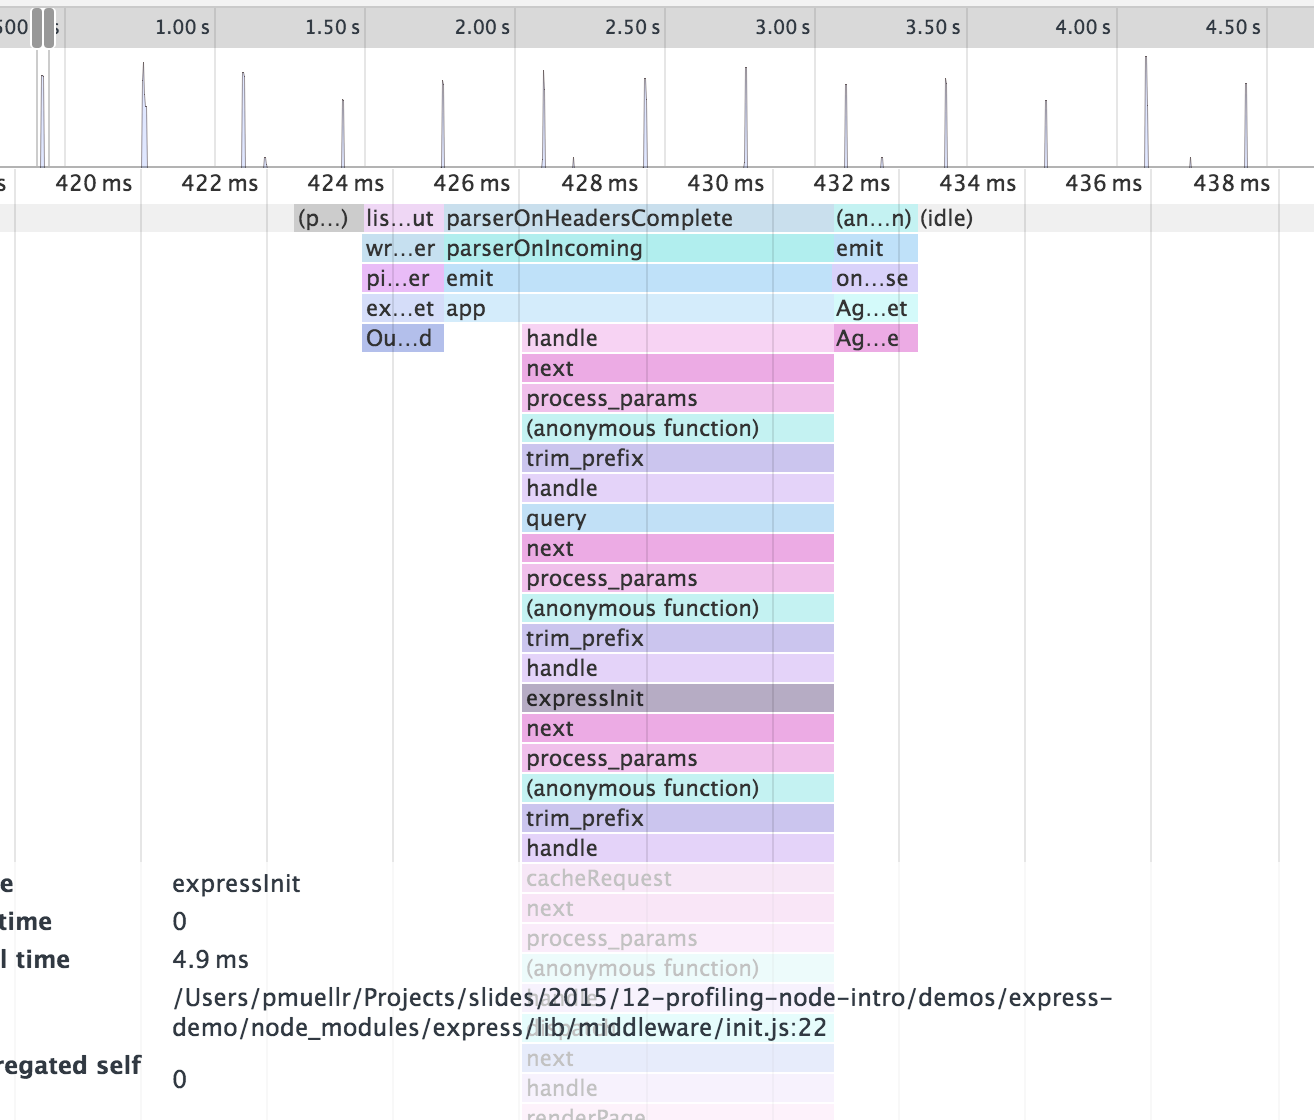 500 s 1.00 s 1.50 s 2.00 s 2.50 s 3.00 s 3.50 s 4.00 s 4.50 s
s 420 ms 422 ms 424 ms 426 ms 428 ms 430 ms 432 ms 434 ms 436 ms 438 ms
(p…) lis…ut parserOnHeadersComplete (an…n) (idle)
wr…er parserOnIncoming emit
pi…er emit on…se
ex…et app Ag…et
Ou…d handle Ag…e
next
process_params
(anonymous function)
trim_prefix
handle
query
next
process_params
(anonymous function)
trim_prefix
handle
expressInit
next
process_params
(anonymous function)
trim_prefix
handle
cacheRequest
e expressInit
next
time 0
process_params
l time 4.9 ms
(anonymous function)
/Users/pmuellr/Projects/slides/2015/12-profiling-node-intro/demos/express-
handle
demo/node_modules/express/lib/middleware/init.js:22
dispatch
next
regated self 0
handle
renderPage